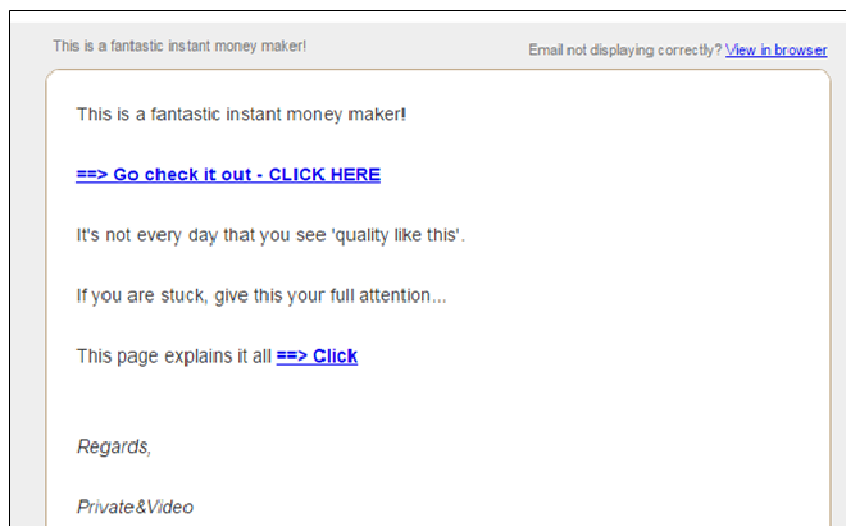 This is a fantastic instant money maker!
Email not displaying correctly? View in browser
This is a fantastic instant money maker!
==> Go check it out - CLICK HERE
It's not every day that you see 'quality like this'.
If you are stuck, give this your full attention...
This page explains it all ==> Click
Regards,
Private&Video